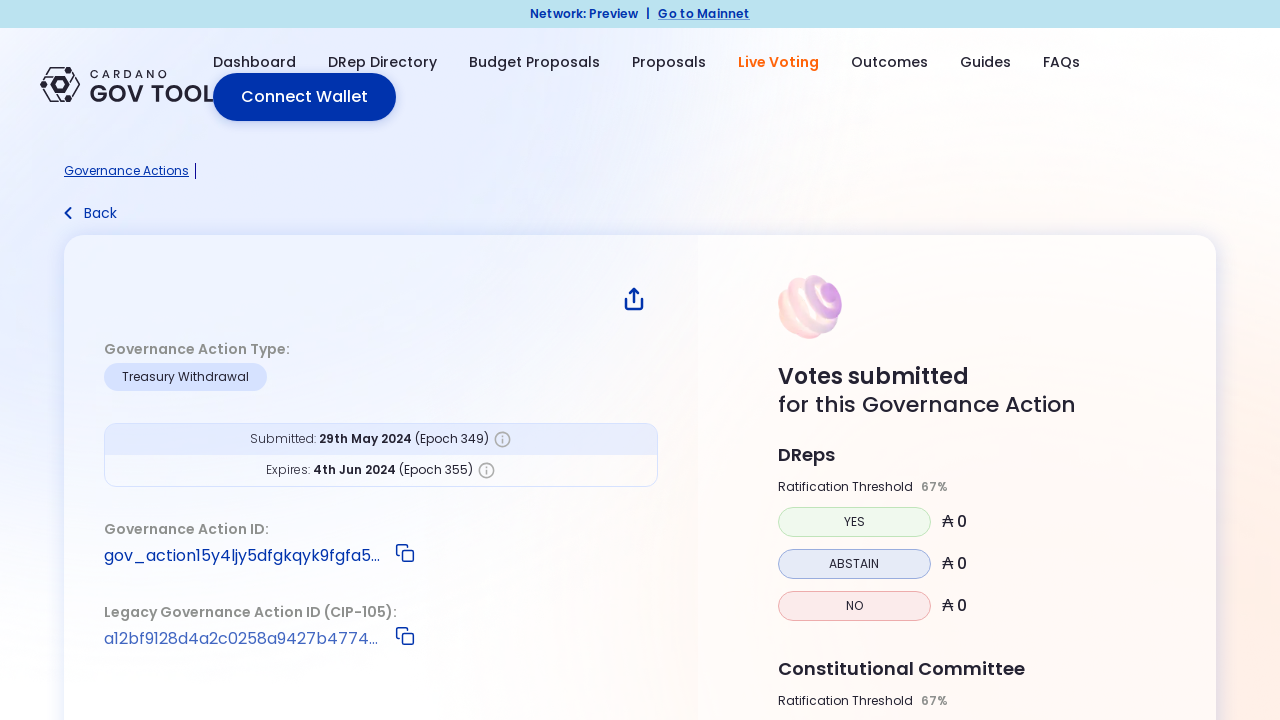 Network: Preview | Go to Mainnet
CARDANO
GOV TOOL
Dashboard DRep Directory Budget Proposals Proposals Live Voting Outcomes Guides FAQs
Connect Wallet
Governance Actions
Back
Governance Action Type:
Treasury Withdrawal
Submitted: 29th May 2024 (Epoch 349)
Expires: 4th Jun 2024 (Epoch 355)
Governance Action ID:
gov_action15y4ljy5dfgkqyk9fgfa5...
Legacy Governance Action ID (CIP-105):
a12bf9128d4a2c0258a9427b4774...
Votes submitted
for this Governance Action
DReps
Ratification Threshold 67%
YES ₳ 0
ABSTAIN ₳ 0
NO ₳ 0
Constitutional Committee
Ratification Threshold 67%